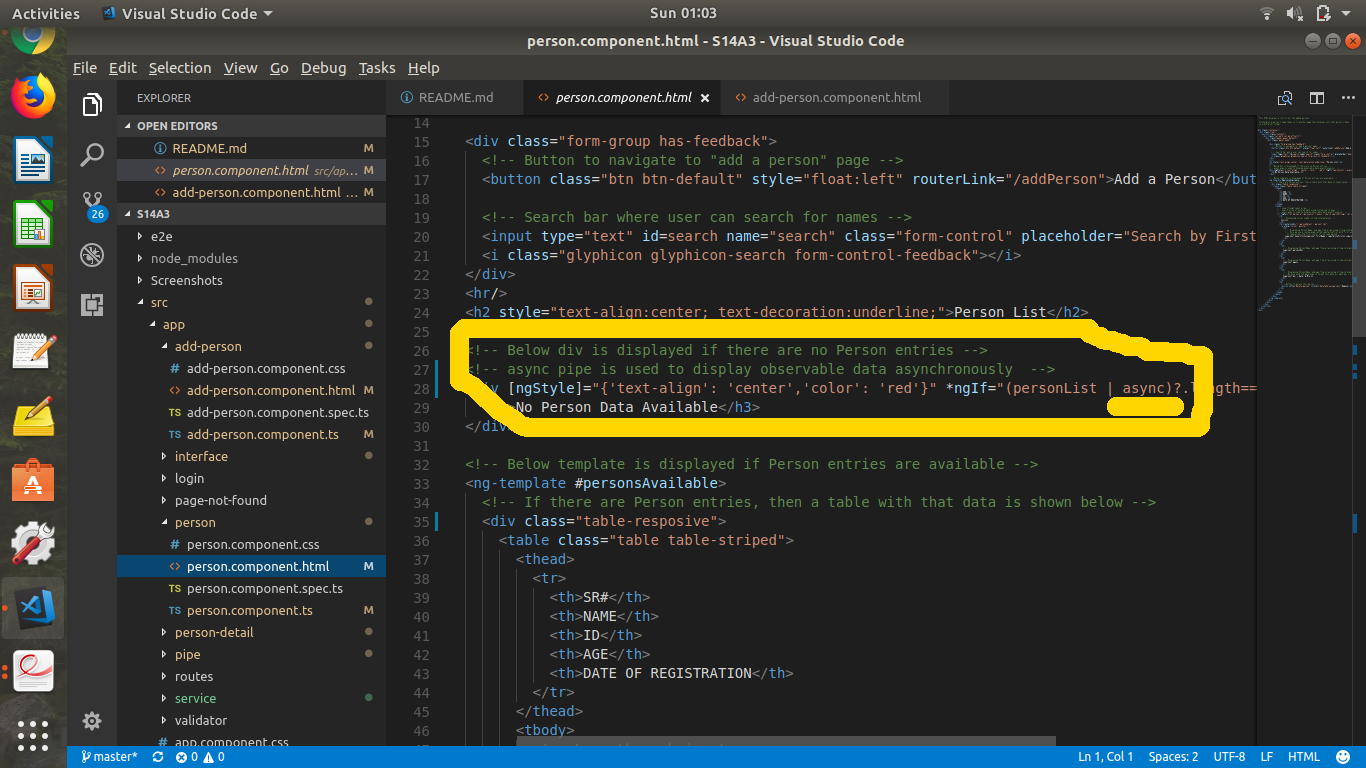 Activities
Visual Studio Code
Sun 01:03
person.component.html - S14A3 - Visual Studio Code
File Edit Selection View Go Debug Tasks Help
EXPLORER
OPEN EDITORS
README.md M
person.component.html src/ap... M
add-person.component.html ... M
26
S14A3
e2e
node_modules
Screenshots
src
app
add-person
# add-person.component.css
<> add-person.component.html M
TS add-person.component.spec.ts
TS add-person.component.ts M
interface
login
page-not-found
person
# person.component.css
<> person.component.html M
TS person.component.spec.ts
TS person.component.ts M
person-detail
pipe
routes
service
validator
app.component.css
README.md
<> person.component.html ×
<> add-person.component.html
14
15 <div class="form-group has-feedback">
16 <!-- Button to navigate to "add a person" page -->
17 <button class="btn btn-default" style="float:left" routerLink="/addPerson">Add a Person</but
18
19 <!-- Search bar where user can search for names -->
20 <input type="text" id=search name="search" class="form-control" placeholder="Search by First
21 <i class="glyphicon glyphicon-search form-control-feedback"></i>
22 </div>
23 <hr/>
24 <h2 style="text-align:center; text-decoration:underline;">Person List</h2>
25
26 <!-- Below div is displayed if there are no Person entries -->
27 <!-- async pipe is used to display observable data asynchronously -->
28 [ngStyle]="{'text-align': 'center','color': 'red'}" *ngIf="(personList | async)?.length==
29 No Person Data Available</h3>
30 </div
31
32 <!-- Below template is displayed if Person entries are available -->
33 <ng-template #personsAvailable>
34 <!-- If there are Person entries, then a table with that data is shown below -->
35 <div class="table-resposive">
36 <table class="table table-striped">
37 <thead>
38 <tr>
39 <th>SR#</th>
40 <th>NAME</th>
41 <th>ID</th>
42 <th>AGE</th>
43 <th>DATE OF REGISTRATION</th>
44 </tr>
45 </thead>
46 <tbody>
master* 0 0
Ln 1, Col 1 Spaces: 2 UTF-8 LF HTML